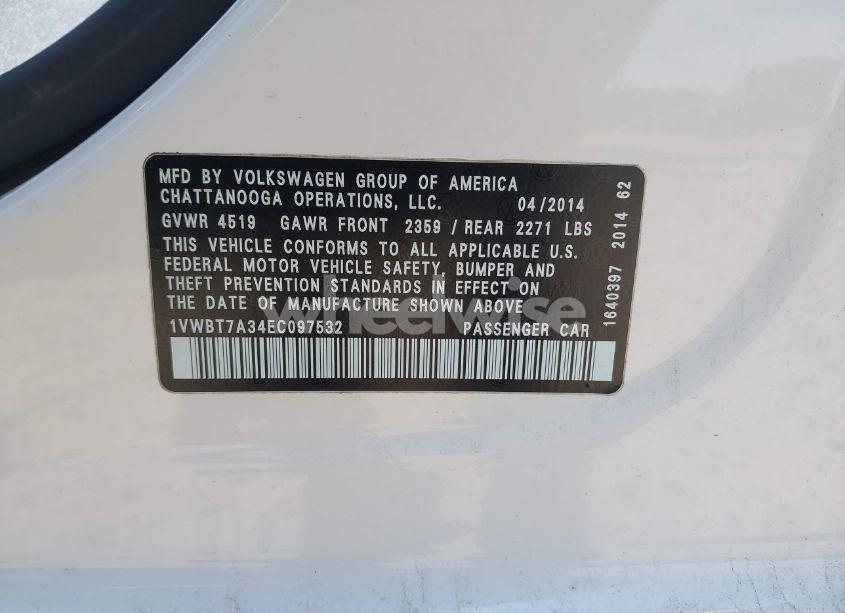 MFD BY VOLKSWAGEN GROUP OF AMERICA
CHATTANOOGA OPERATIONS, LLC. 04/2014
GVWR 4519 GAWR FRONT 2359 / REAR 2271 LBS
THIS VEHICLE CONFORMS TO ALL APPLICABLE U.S.
FEDERAL MOTOR VEHICLE SAFETY, BUMPER AND
THEFT PREVENTION STANDARDS IN EFFECT ON
THE DATE OF MANUFACTURE SHOWN ABOVE
1VWBT7A34EC097532 PASSENGER CAR
1640397 2014 62
wheelwise